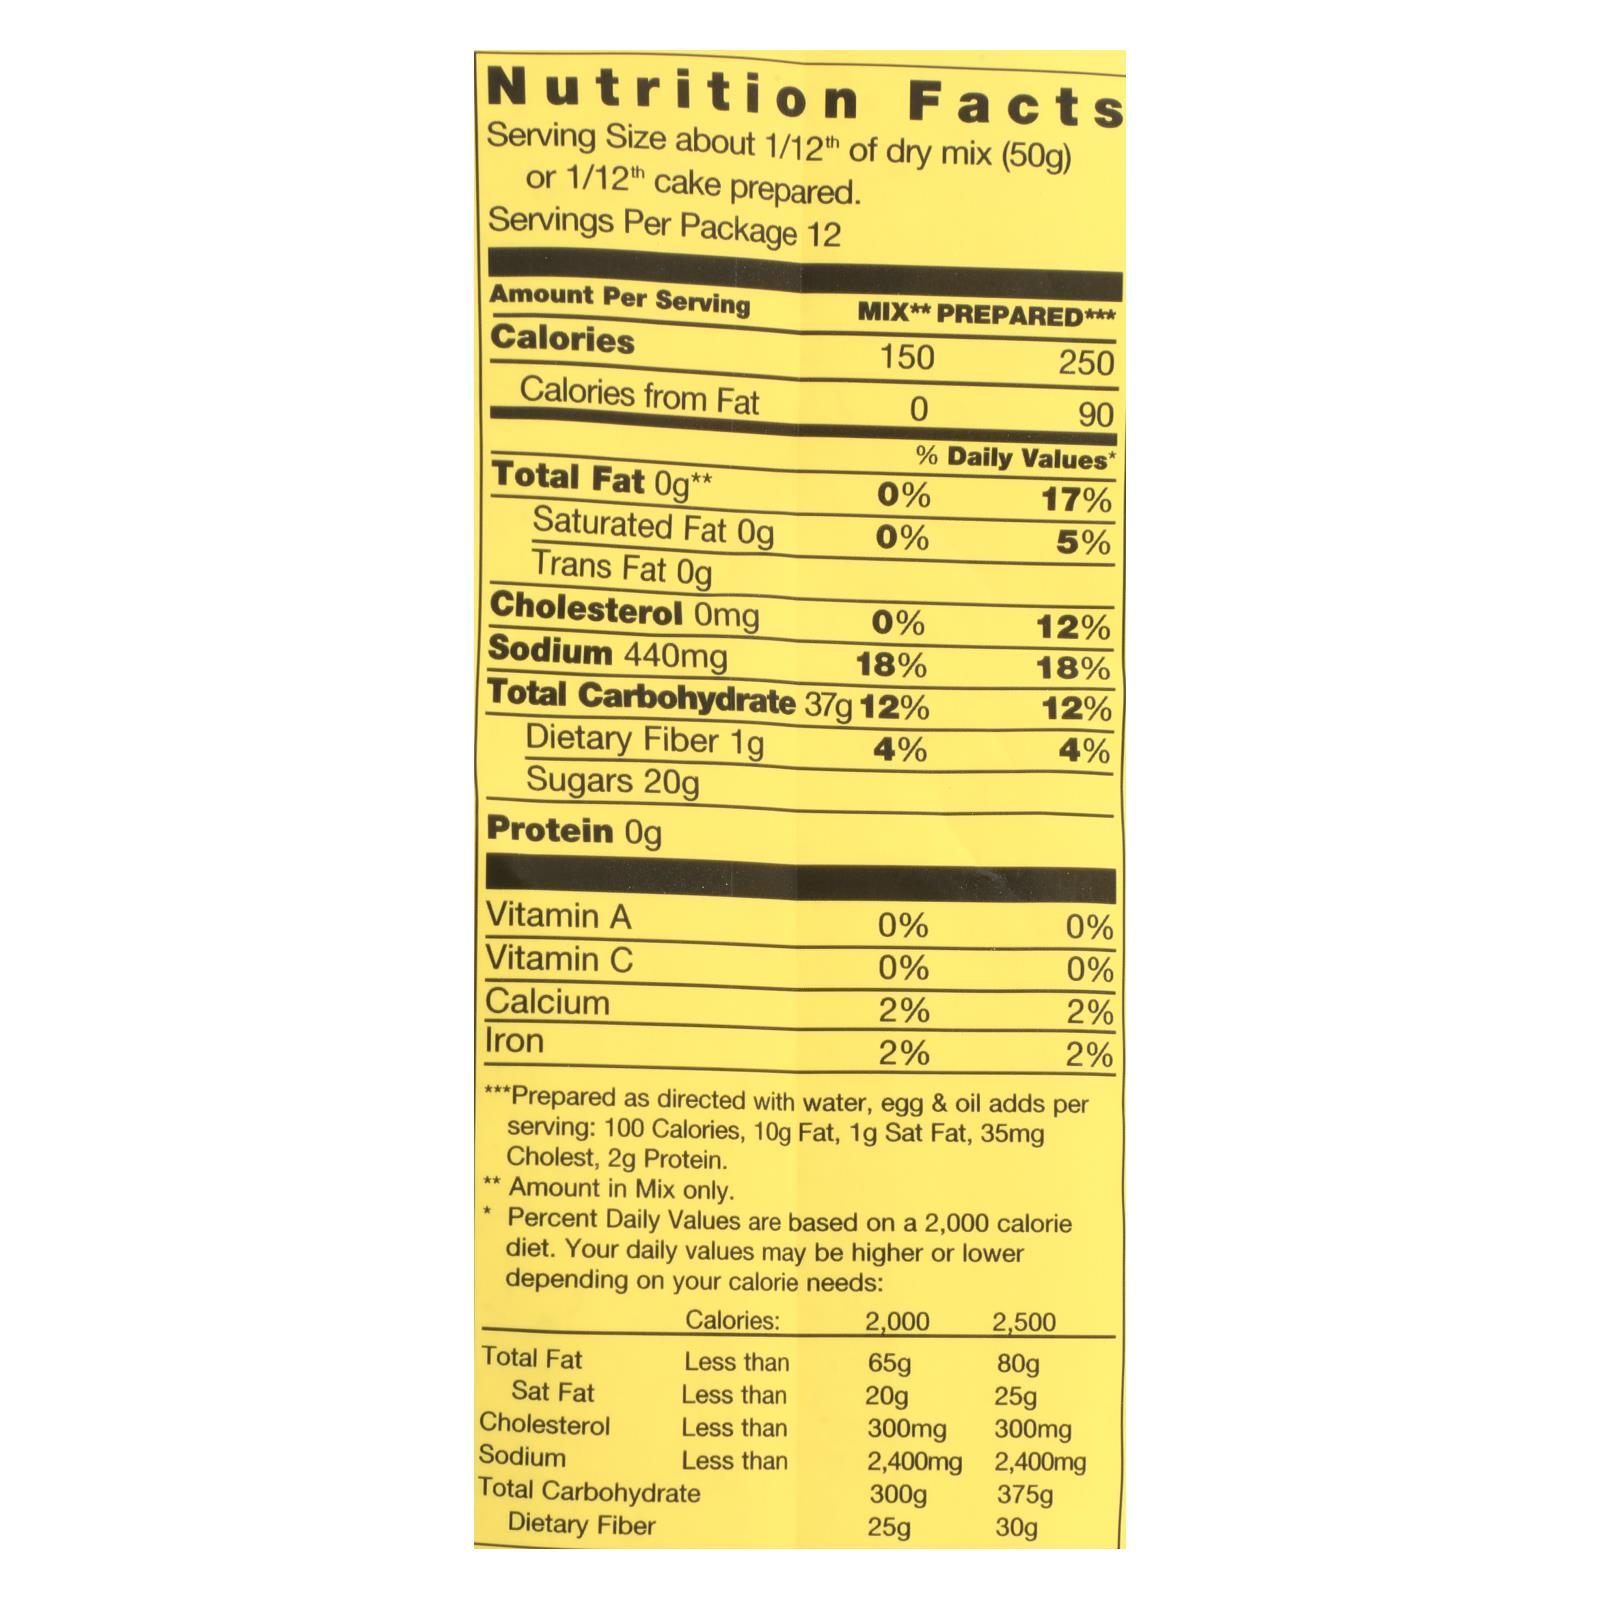 Nutrition Facts
Serving Size about 1/12th of dry mix (50g)
or 1/12th cake prepared.
Servings Per Package 12
Amount Per Serving MIX** PREPARED***
Calories 150 250
Calories from Fat 0 90
% Daily Values*
Total Fat 0g** 0% 17%
Saturated Fat 0g 0% 5%
Trans Fat 0g
Cholesterol 0mg 0% 12%
Sodium 440mg 18% 18%
Total Carbohydrate 37g 12% 12%
Dietary Fiber 1g 4% 4%
Sugars 20g
Protein 0g
Vitamin A 0% 0%
Vitamin C 0% 0%
Calcium 2% 2%
Iron 2% 2%
***Prepared as directed with water, egg & oil adds per
serving: 100 Calories, 10g Fat, 1g Sat Fat, 35mg
Cholest, 2g Protein.
** Amount in Mix only.
* Percent Daily Values are based on a 2,000 calorie
diet. Your daily values may be higher or lower
depending on your calorie needs:
Calories: 2,000 2,500
Total Fat Less than 65g 80g
Sat Fat Less than 20g 25g
Cholesterol Less than 300mg 300mg
Sodium Less than 2,400mg 2,400mg
Total Carbohydrate 300g 375g
Dietary Fiber 25g 30g